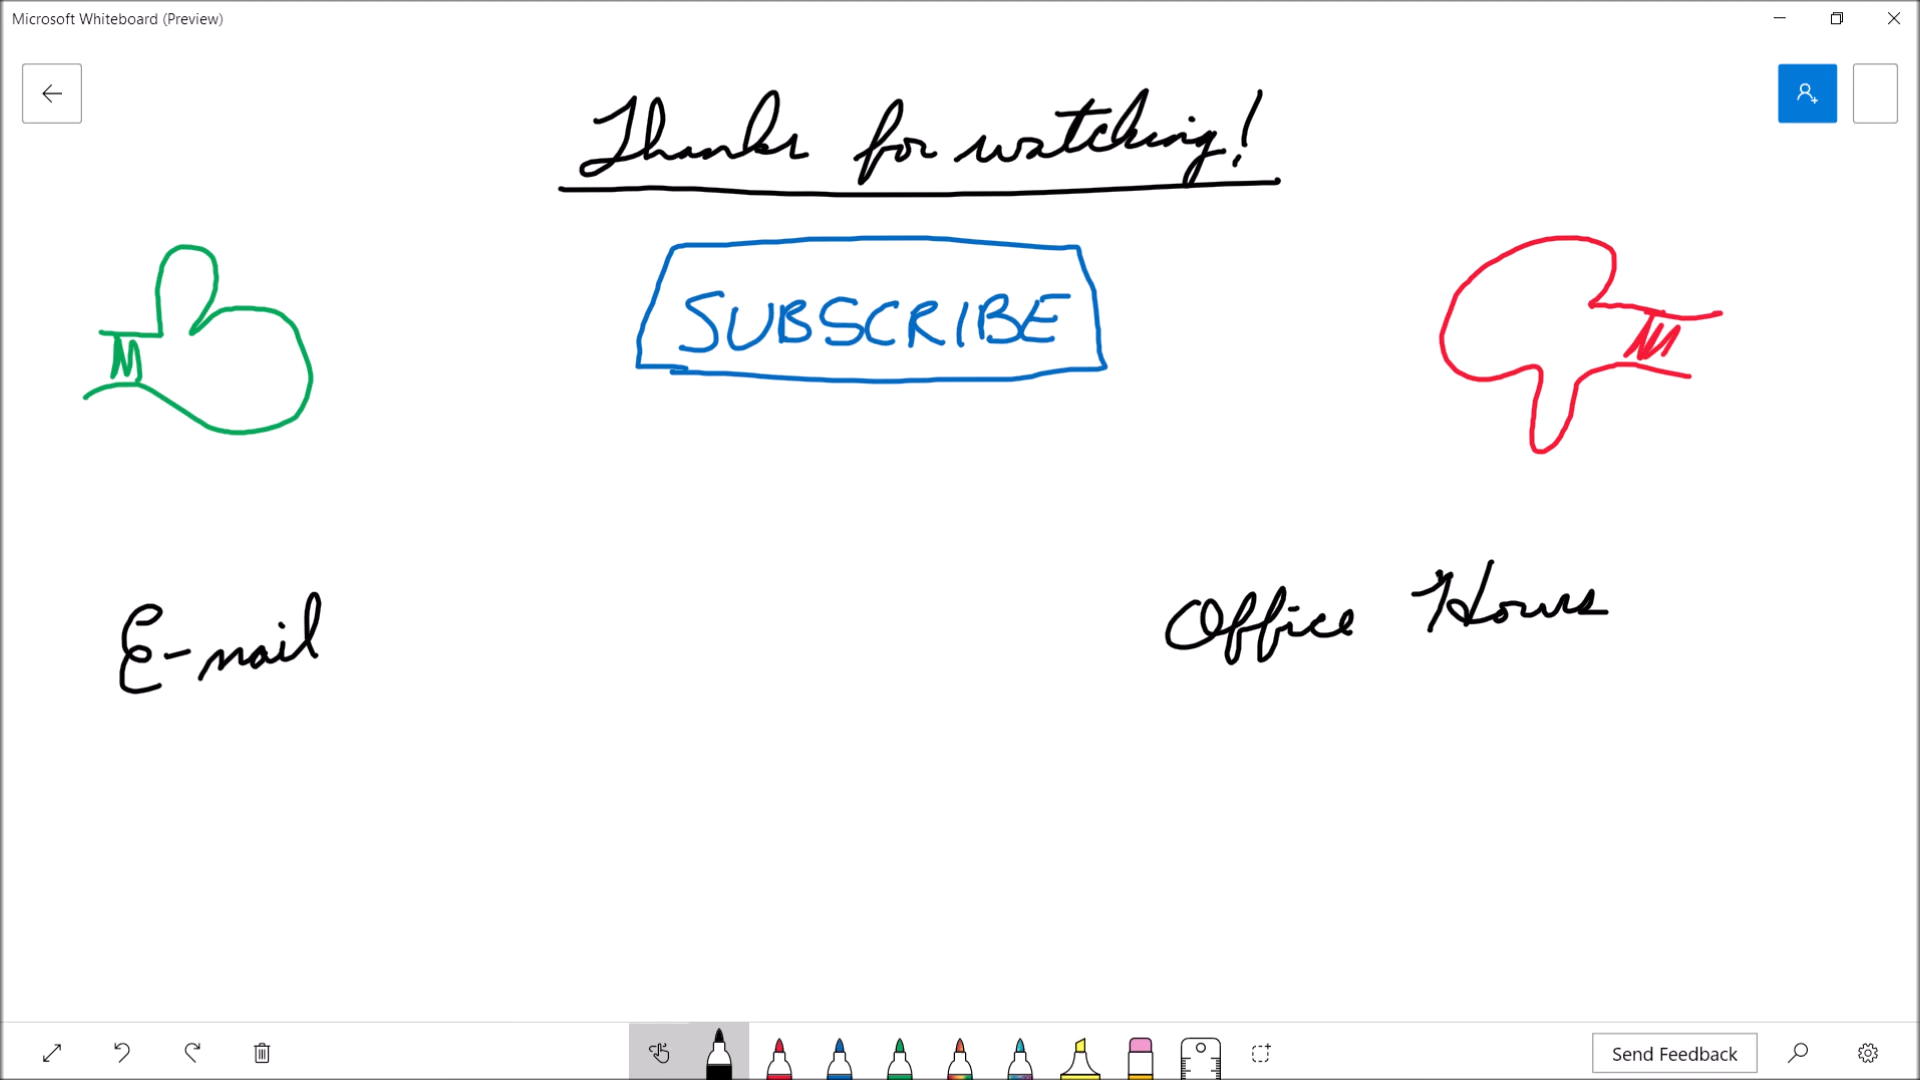 Microsoft Whiteboard (Preview)
Thanks for watching!
SUBSCRIBE
E-mail
Office Hours
Send Feedback